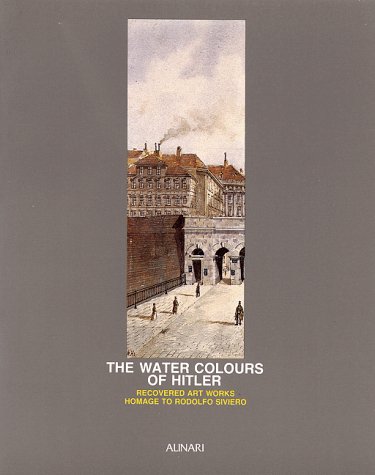 THE WATER COLOURS
OF HITLER
RECOVERED ART WORKS
HOMAGE TO RODOLFO SIVIERO
ALINARI